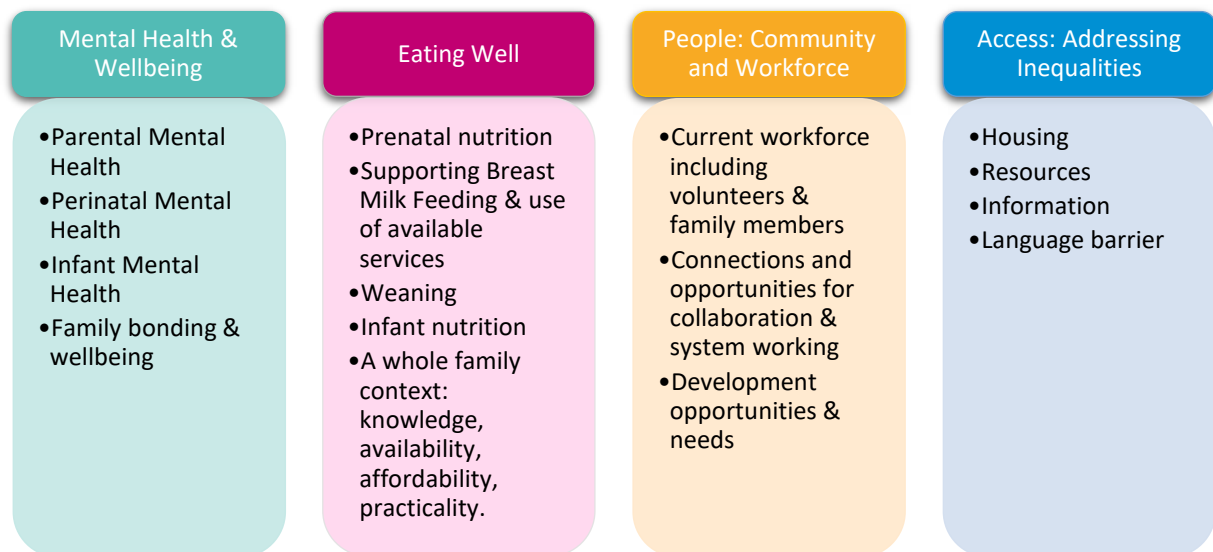 Mental Health &
Wellbeing
•Parental Mental
Health
•Perinatal Mental
Health
•Infant Mental
Health
•Family bonding &
wellbeing
Eating Well
•Prenatal nutrition
•Supporting Breast
Milk Feeding & use
of available
services
•Weaning
•Infant nutrition
•A whole family
context:
knowledge,
availability,
affordability,
practicality.
People: Community
and Workforce
•Current workforce
including
volunteers &
family members
•Connections and
opportunities for
collaboration &
system working
•Development
opportunities &
needs
Access: Addressing
Inequalities
•Housing
•Resources
•Information
•Language barrier